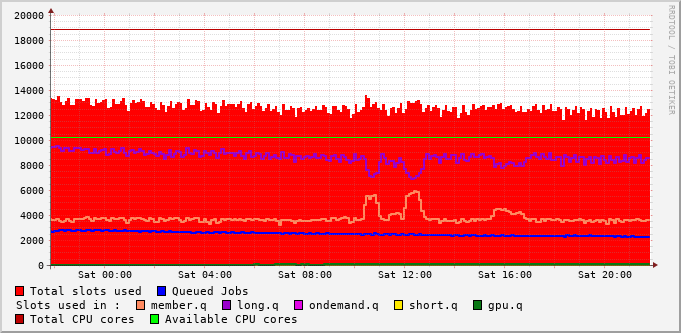 20000
18000
16000
14000
12000
10000
8000
6000
4000
2000
0
Sat 00:00 Sat 04:00 Sat 08:00 Sat 12:00 Sat 16:00 Sat 20:00
Total slots used Queued Jobs
Slots used in : member.q long.q ondemand.q short.q gpu.q
Total CPU cores Available CPU cores
RRDTOOL / TOBI OETIKER